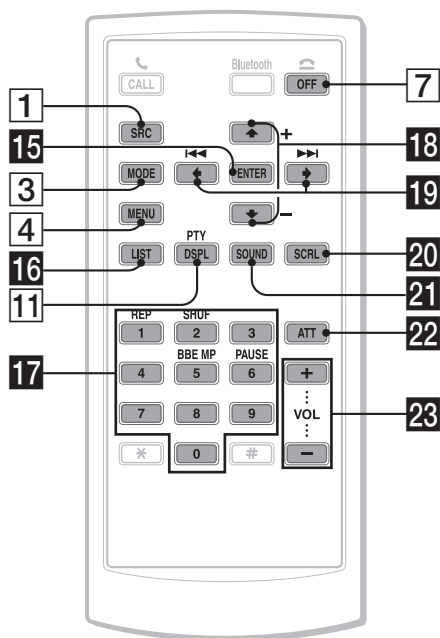 CALL Bluetooth OFF 7
1 SRC + 18
15 MODE ENTER 19
3 MENU -
4 PTY
16 LIST DSPL SOUND SCRL 20
11 21
REP SHUF
1 2 3 ATT 22
BBE MP PAUSE
17 4 5 6 +
7 8 9 VOL 23
* 0 # -